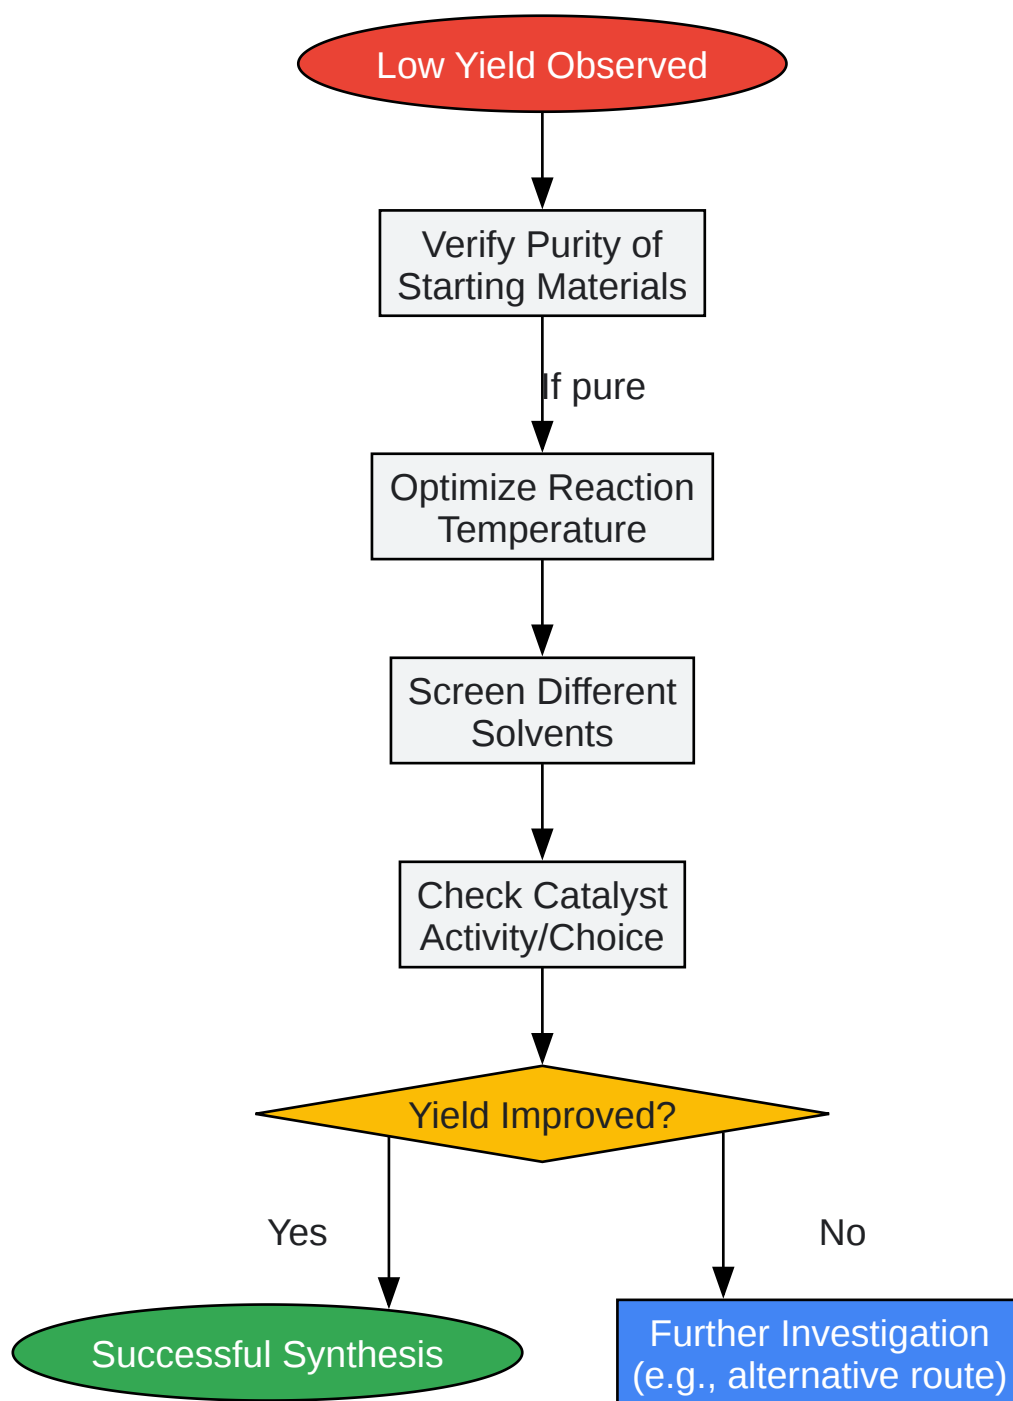 Low Yield Observed
Verify Purity of
Starting Materials
If pure
Optimize Reaction
Temperature
Screen Different
Solvents
Check Catalyst
Activity/Choice
Yield Improved?
Yes
No
Successful Synthesis
Further Investigation
(e.g., alternative route)